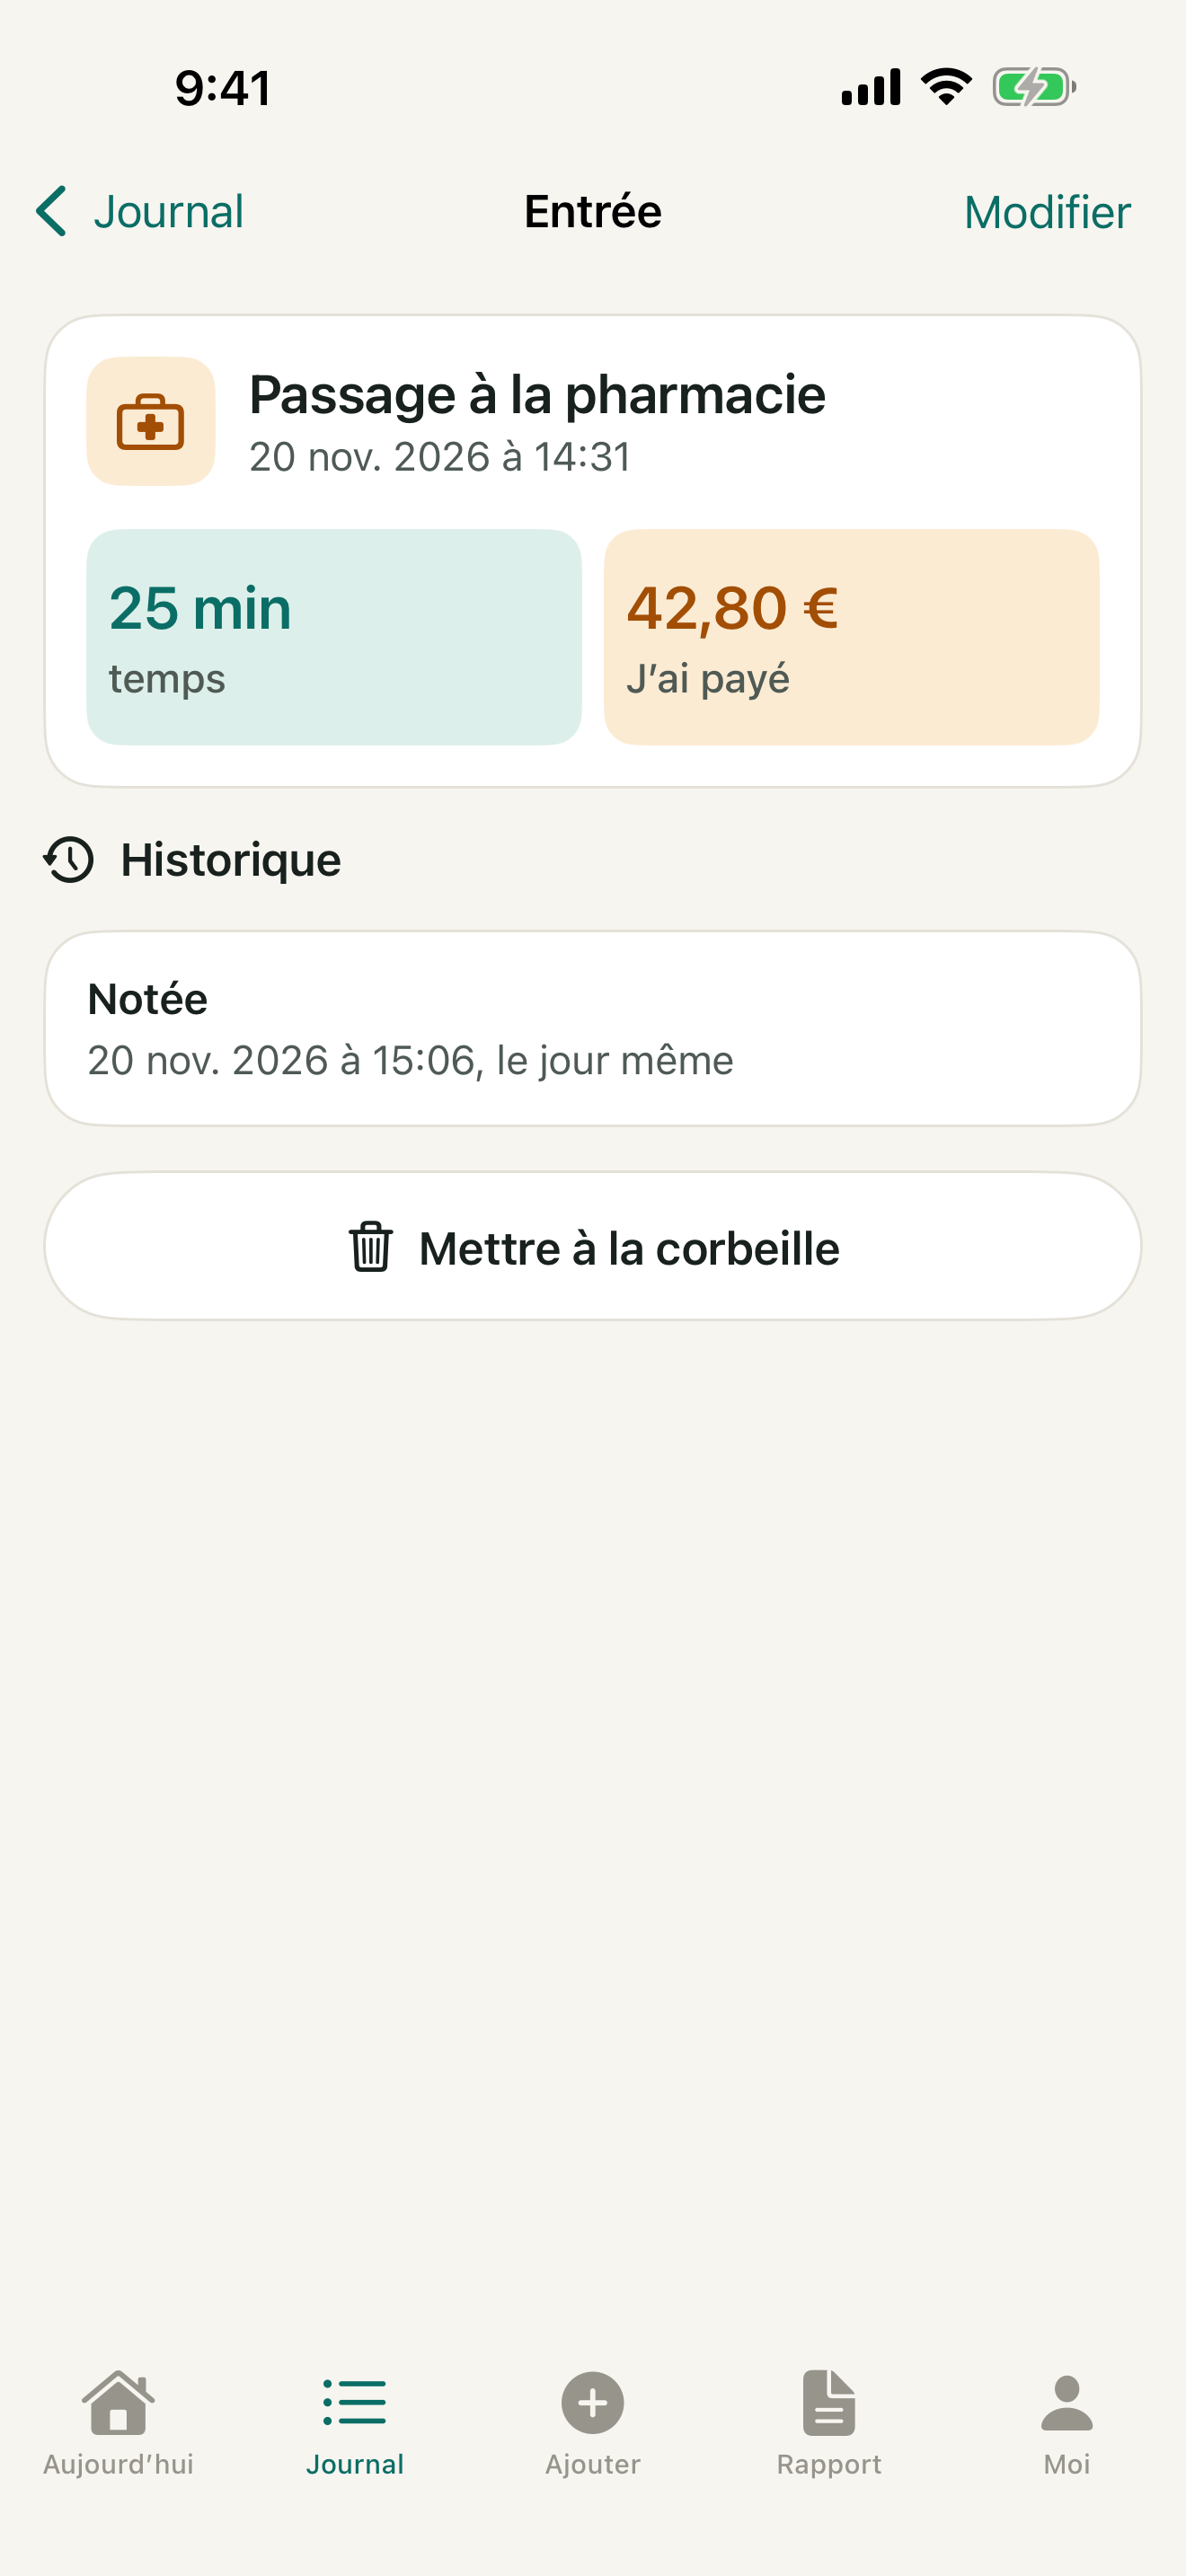 9:41
Journal
Entrée
Modifier
Passage à la pharmacie
20 nov. 2026 à 14:31
25 min
temps
42,80 €
J’ai payé
Historique
Notée
20 nov. 2026 à 15:06, le jour même
Mettre à la corbeille
Aujourd’hui
Journal
Ajouter
Rapport
Moi